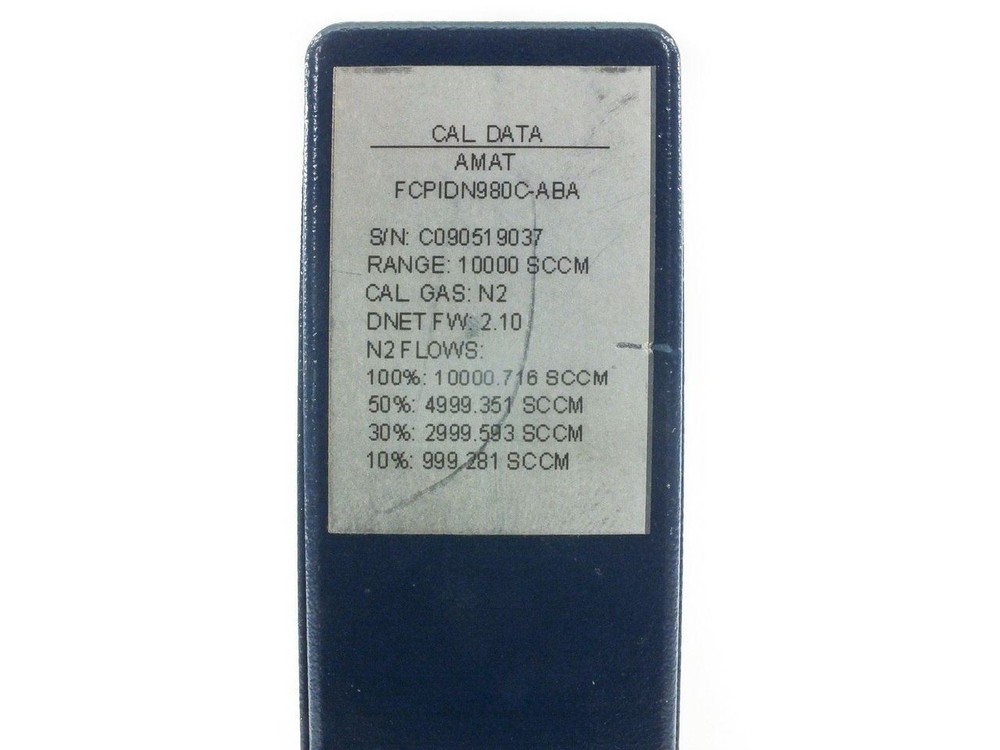 CAL DATA
AMAT
FCPIDN980C-ABA
S/N: C090519037
RANGE: 10000 SCCM
CAL GAS: N2
DNET FW: 2.10
N2 FLOWS:
100%: 10000.716 SCCM
50%: 4999.351 SCCM
30%: 2999.593 SCCM
10%: 999.281 SCCM